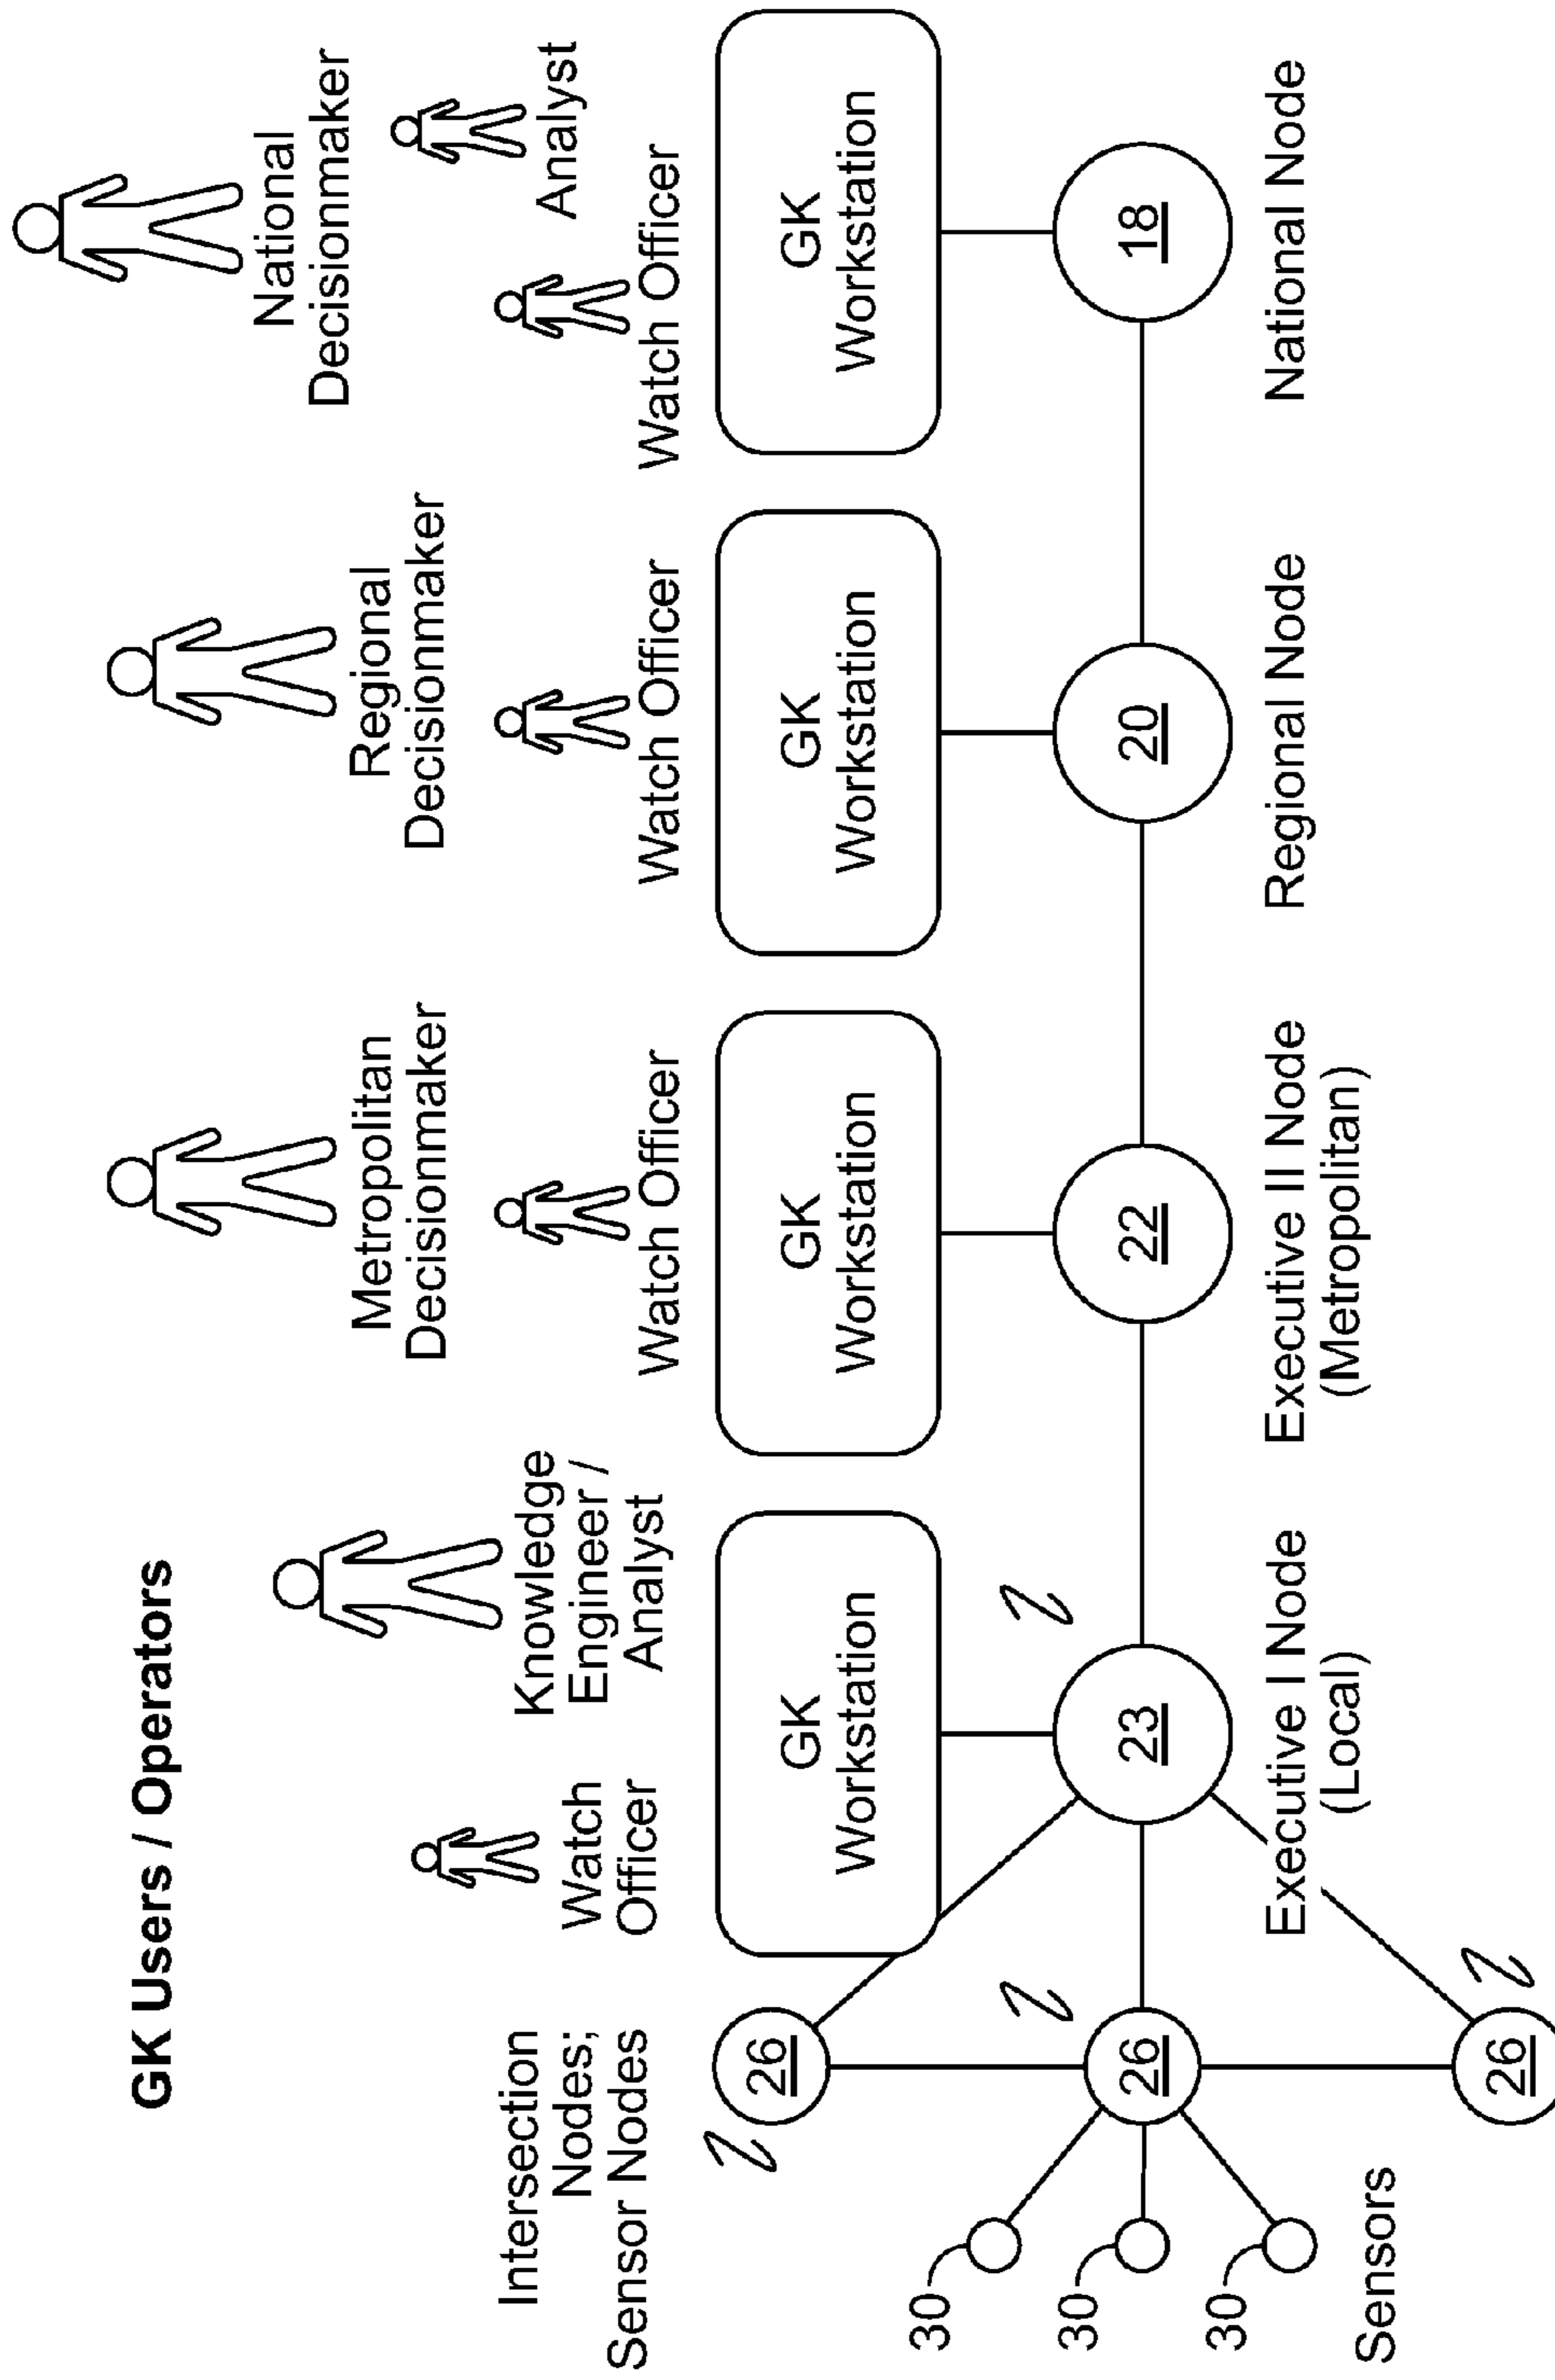 GK Users / Operators
National
Decisionmaker
Analyst
Watch Officer
Regional
Decisionmaker
Watch Officer
Metropolitan
Decisionmaker
Watch Officer
Knowledge
Engineer /
Analyst
Watch
Officer
Intersection
Nodes;
Sensor Nodes
GK
Workstation
GK
Workstation
GK
Workstation
GK
Workstation
26
26
26
23
22
20
18
30
30
30
Sensors
Executive I Node
(Local)
Executive II Node
(Metropolitan)
Regional Node
National Node